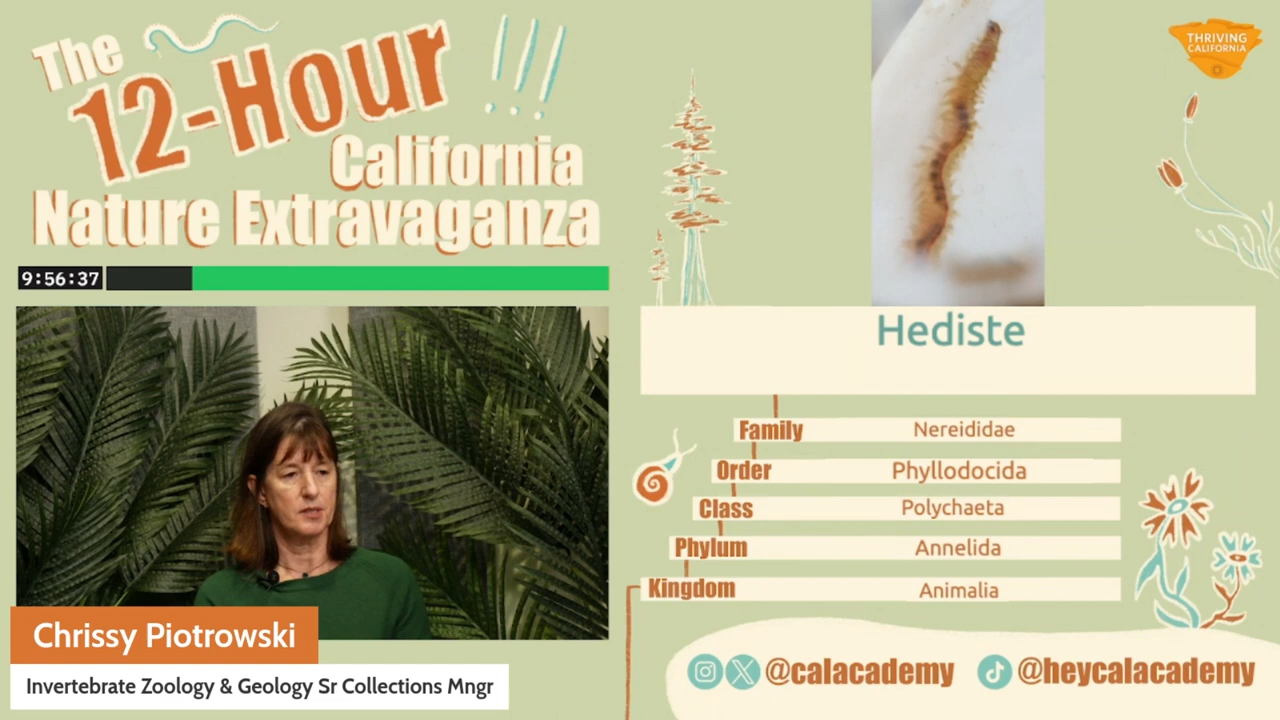 The
12-Hour
!!!
California
Nature Extravaganza
THRIVING
CALIFORNIA
9:56:37
Hediste
Family Nereididae
Order Phyllodocida
Class Polychaeta
Phylum Annelida
Kingdom Animalia
Chrissy Piotrowski
Invertebrate Zoology & Geology Sr Collections Mngr
@calacademy @heycalacademy